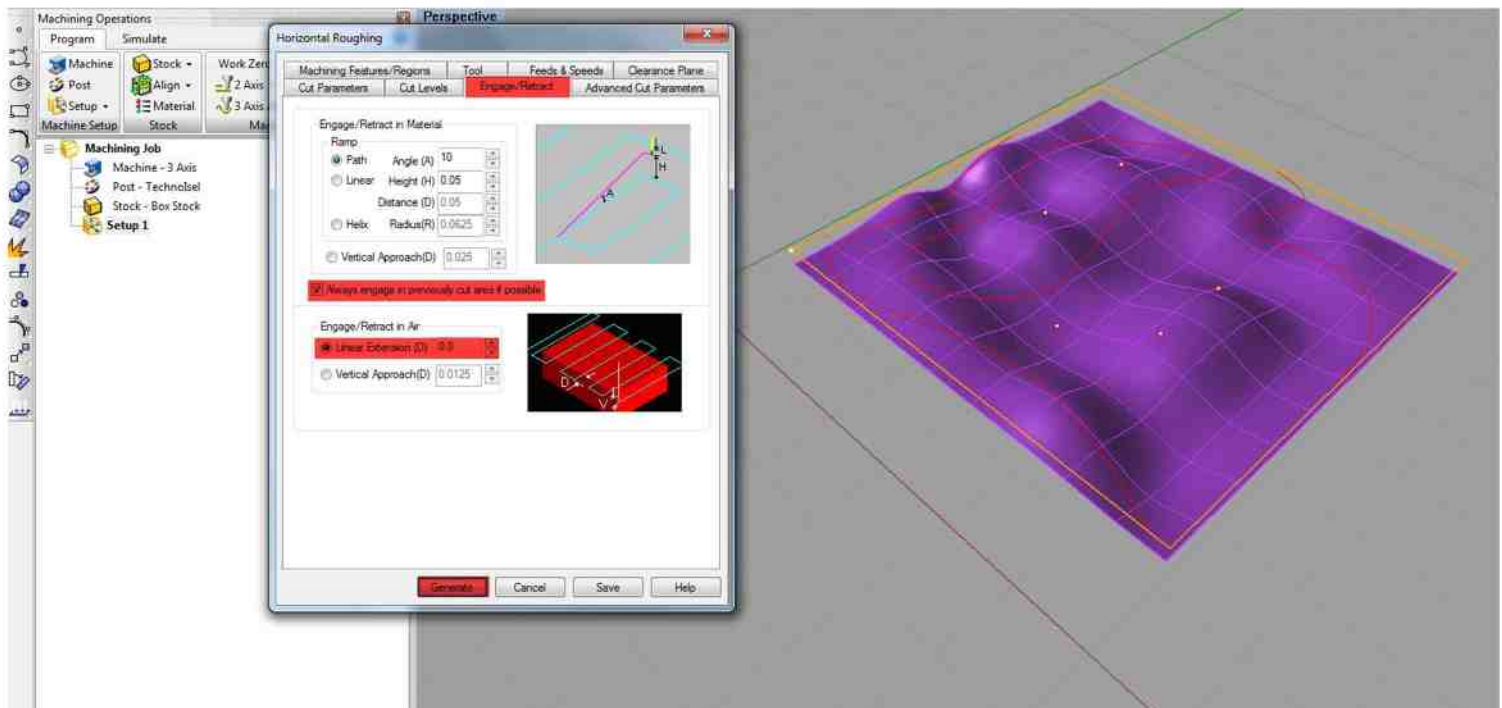 Machining Operations
Perspective
Program Simulate
Machine Stock Work Zero
Post Align 2 Axis
Setup Material 3 Axis
Machine Setup Stock
Machining Job
Machine - 3 Axis
Post - Technolsel
Stock - Box Stock
Setup 1
Horizontal Roughing
Machining Features/Regions Tool Feeds & Speeds Clearance Plane
Cut Parameters Cut Levels Engage/Retract Advanced Cut Parameters
Engage/Retract in Material
Ramp
Path Angle (A) 10
Linear Height (H) 0.05
Distance (D) 0.05
Helix Radius(R) 0.0625
Vertical Approach(D) 0.025
L
H
A
Always engage in previously cut area if possible
Engage/Retract in Air
Linear Extension (D) 0.0
Vertical Approach(D) 0.0125
D
V
Generate Cancel Save Help